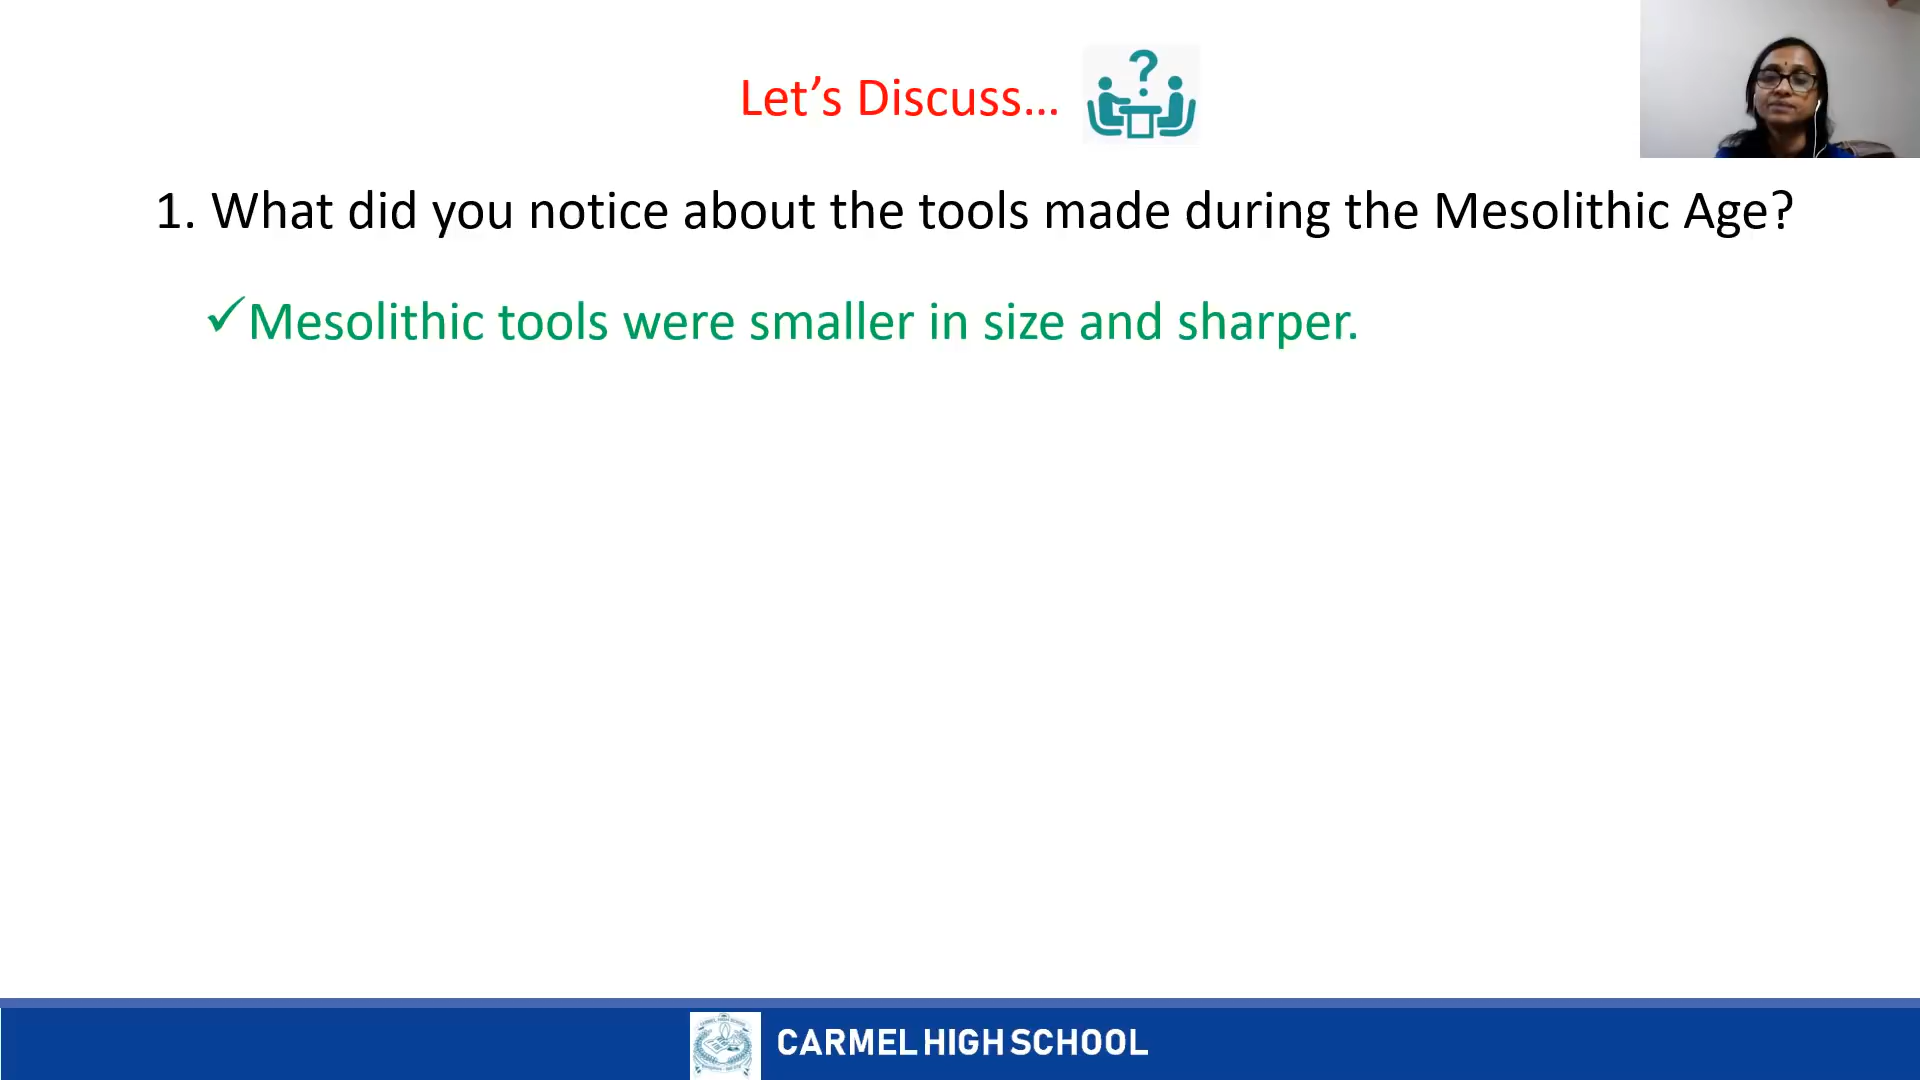 Let’s Discuss...
1. What did you notice about the tools made during the Mesolithic Age?
✓Mesolithic tools were smaller in size and sharper.
CARMEL HIGH SCHOOL